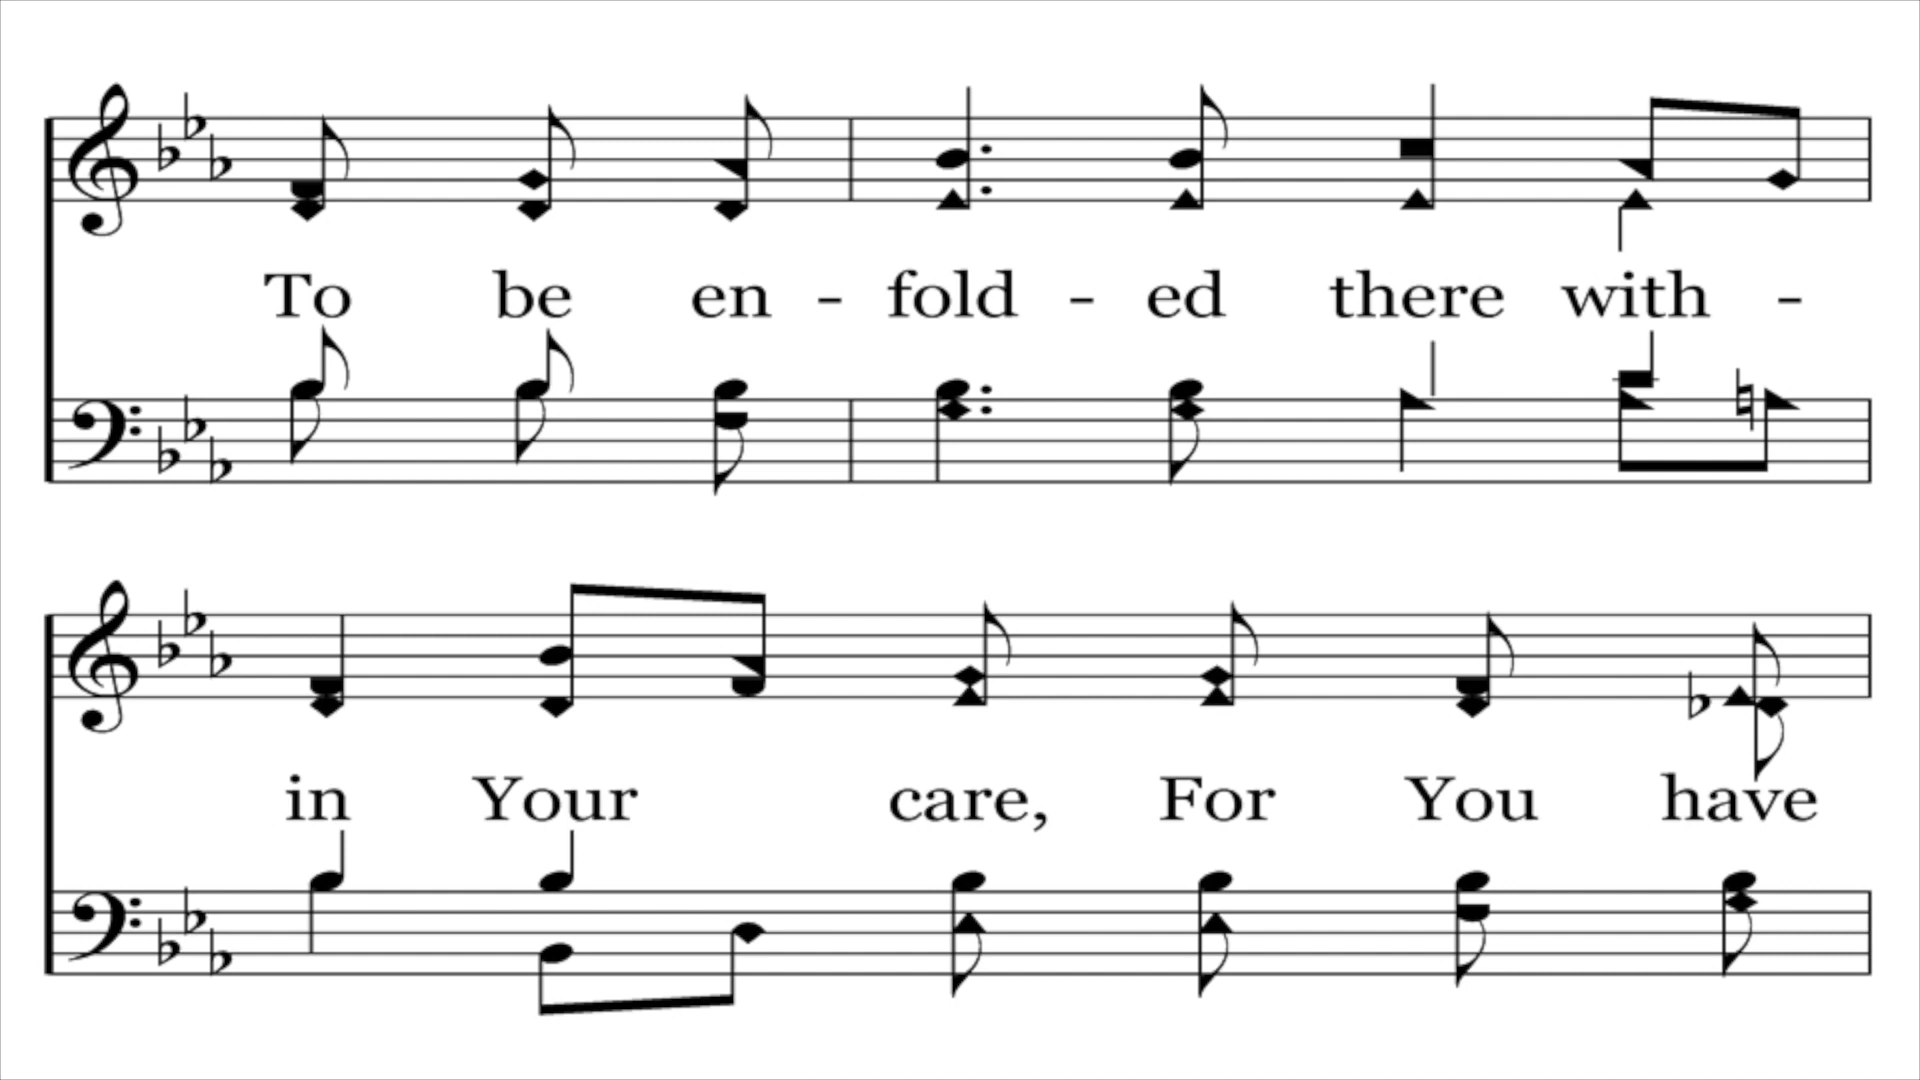 To be en - fold - ed there with -
in Your care, For You have